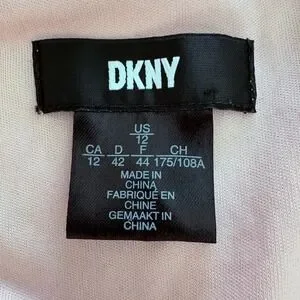 DKNY
US
12
CA D F CH
12 42 44 175/108A
MADE IN
CHINA
FABRIQUÉ EN
CHINE
GEMAAKT IN
CHINA